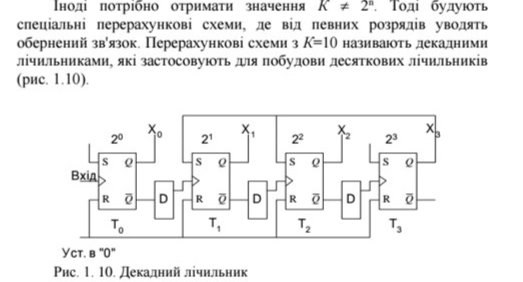 Іноді потрібно отримати значення K ≠ 2ⁿ. Тоді будують
спеціальні перерахункові схеми, де від певних розрядів уводять
обернений зв'язок. Перерахункові схеми з K=10 називають декадними
лічильниками, які застосовують для побудови десяткових лічильників
(рис. 1.10).
2⁰ X₀ 2¹ X₁ 2² X₂ 2³ X₃
S Q S Q S Q S Q
Вхід
R Q̅ D R Q̅ D R Q̅ D R Q̅
T₀ T₁ T₂ T₃
Уст. в "0"
Рис. 1. 10. Декадний лічильник